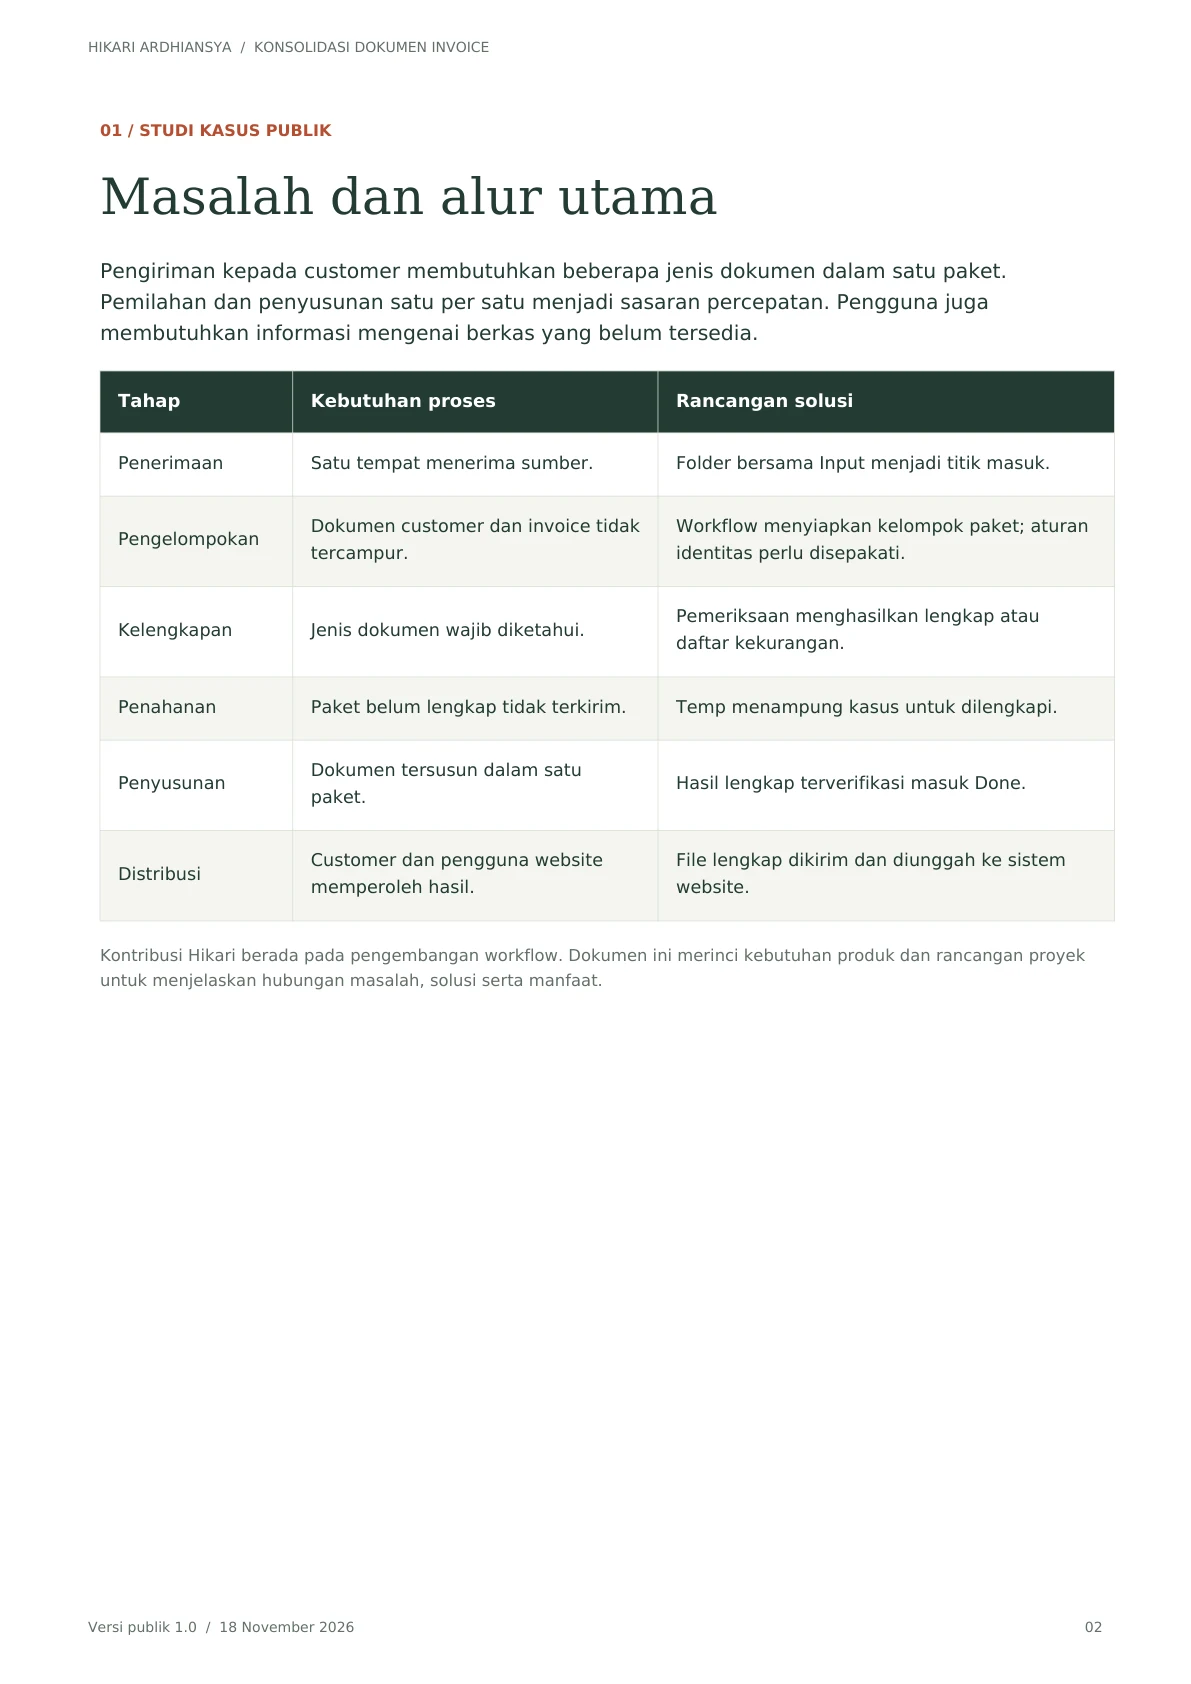 HIKARI ARDHIANSYA / KONSOLIDASI DOKUMEN INVOICE
01 / STUDI KASUS PUBLIK
Masalah dan alur utama
Pengiriman kepada customer membutuhkan beberapa jenis dokumen dalam satu paket.
Pemilahan dan penyusunan satu per satu menjadi sasaran percepatan. Pengguna juga
membutuhkan informasi mengenai berkas yang belum tersedia.
Tahap Kebutuhan proses Rancangan solusi
Penerimaan Satu tempat menerima sumber. Folder bersama Input menjadi titik masuk.
Pengelompokan
Dokumen customer dan invoice tidak
tercampur.
Workflow menyiapkan kelompok paket; aturan
identitas perlu disepakati.
Kelengkapan Jenis dokumen wajib diketahui.
Pemeriksaan menghasilkan lengkap atau
daftar kekurangan.
Penahanan Paket belum lengkap tidak terkirim. Temp menampung kasus untuk dilengkapi.
Penyusunan
Dokumen tersusun dalam satu
paket.
Hasil lengkap terverifikasi masuk Done.
Distribusi
Customer dan pengguna website
memperoleh hasil.
File lengkap dikirim dan diunggah ke sistem
website.
Kontribusi Hikari berada pada pengembangan workflow. Dokumen ini merinci kebutuhan produk dan rancangan proyek
untuk menjelaskan hubungan masalah, solusi serta manfaat.
Versi publik 1.0 / 18 November 2026 02